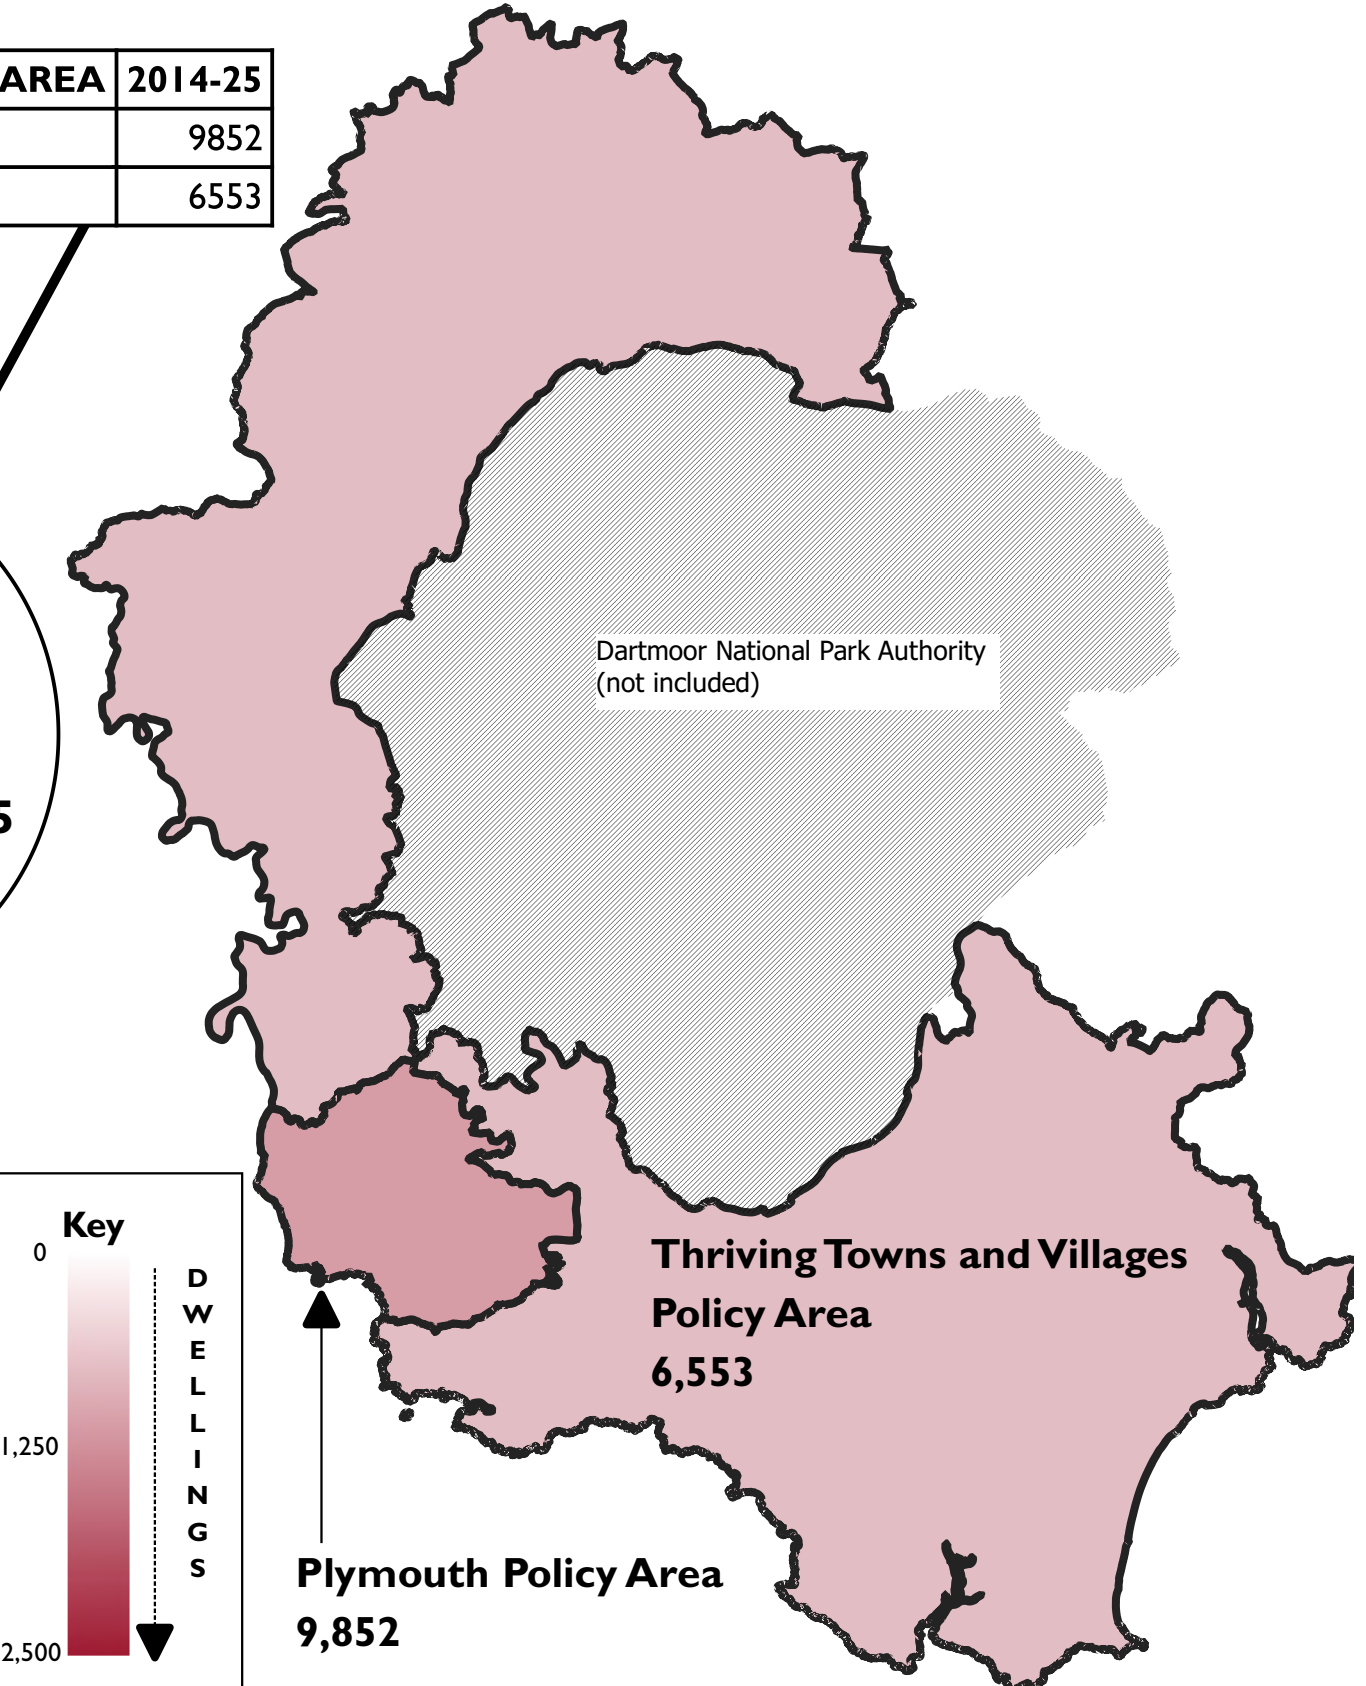 AREA 2014-25
9852
6553
Dartmoor National Park Authority
(not included)
5
Key
0
1,250
2,500
D
W
E
L
L
I
N
G
S
Thriving Towns and Villages
Policy Area
6,553
Plymouth Policy Area
9,852